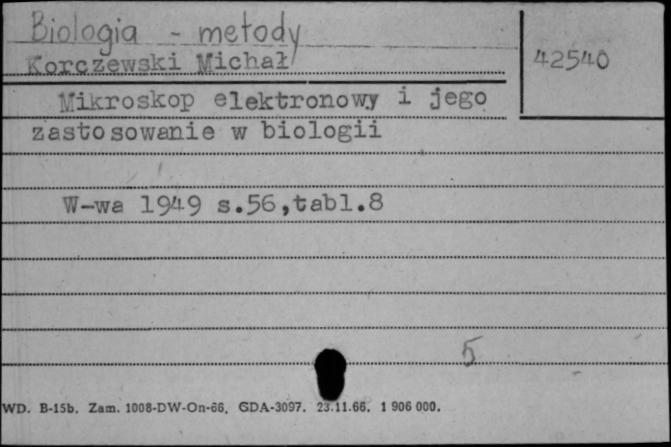 Biologia - metody
Korczewski Michał
42540
Mikroskop elektronowy i jego
zastosowanie w biologii
W-wa 1949 s.56,tabl.8
5
WD. B-15b. Zam. 1008-DW-On-66. GDA-3097. 23.11.66. 1 906 000.